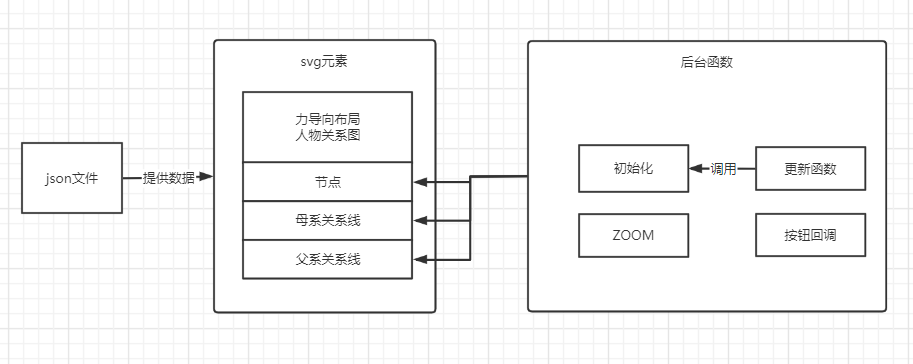 json文件
提供数据
svg元素
力导向布局
人物关系图
节点
母系关系线
父系关系线
后台函数
初始化
调用
更新函数
ZOOM
按钮回调